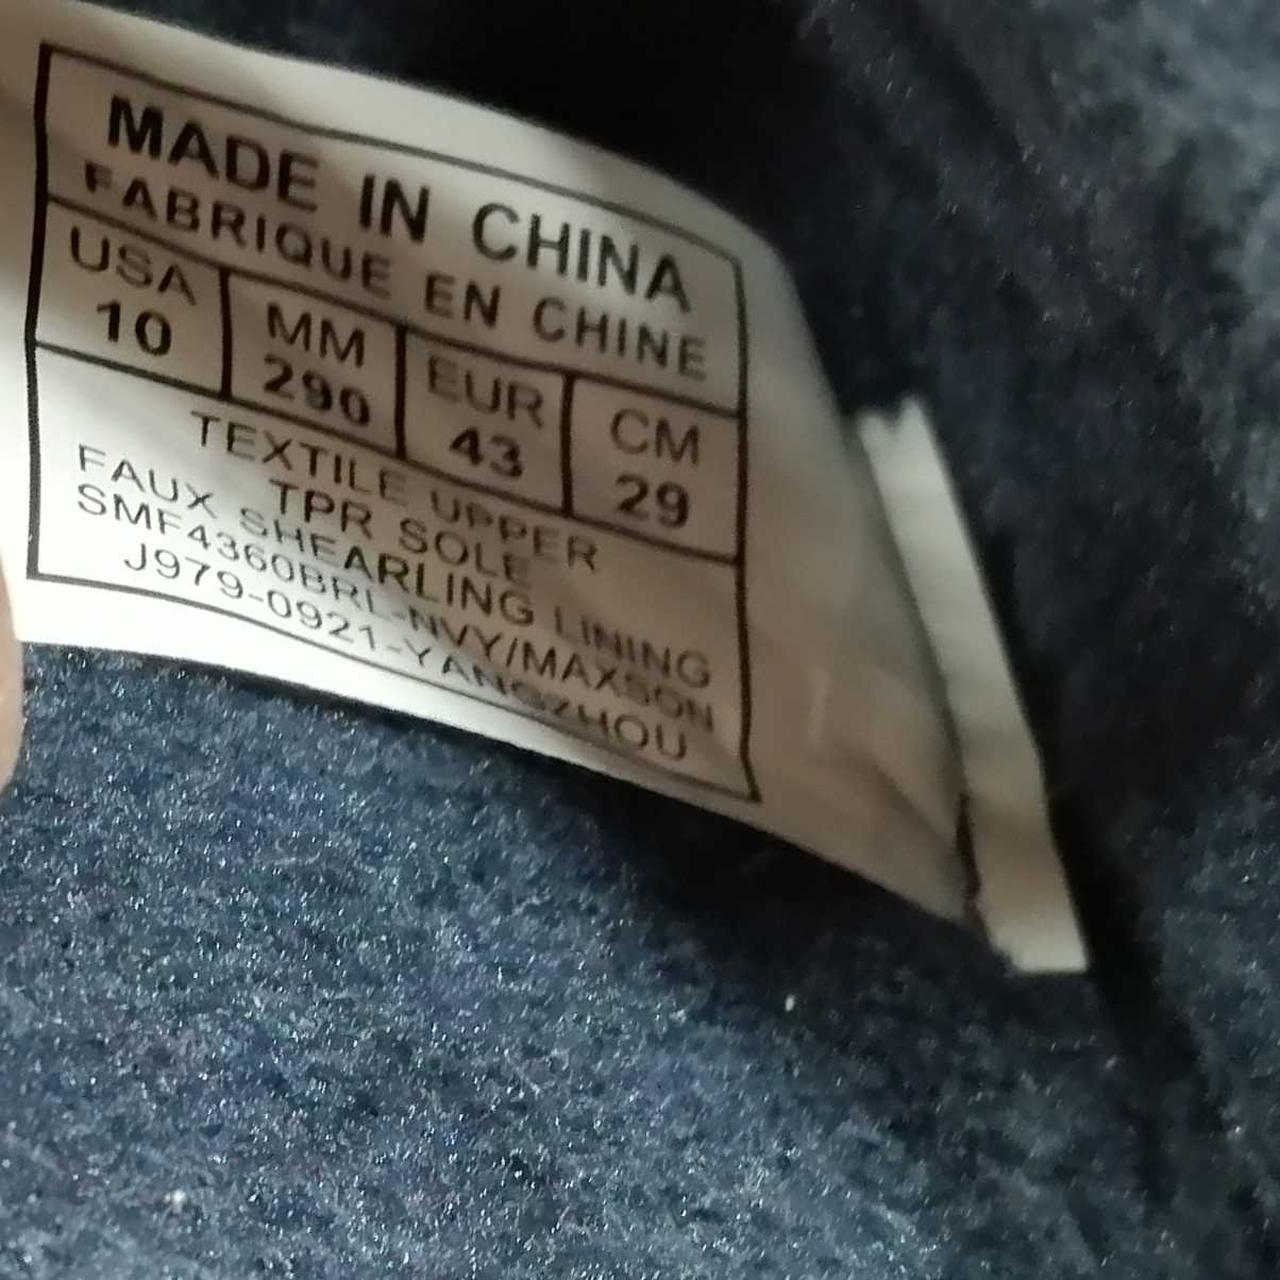 MADE IN CHINA
FABRIQUE EN CHINE
USA MM EUR CM
10 290 43 29
TEXTILE UPPER
TPR SOLE
FAUX SHEARLING LINING
SMF4360BRL-NVY/MAXSON
J979-0921-YANGZHOU